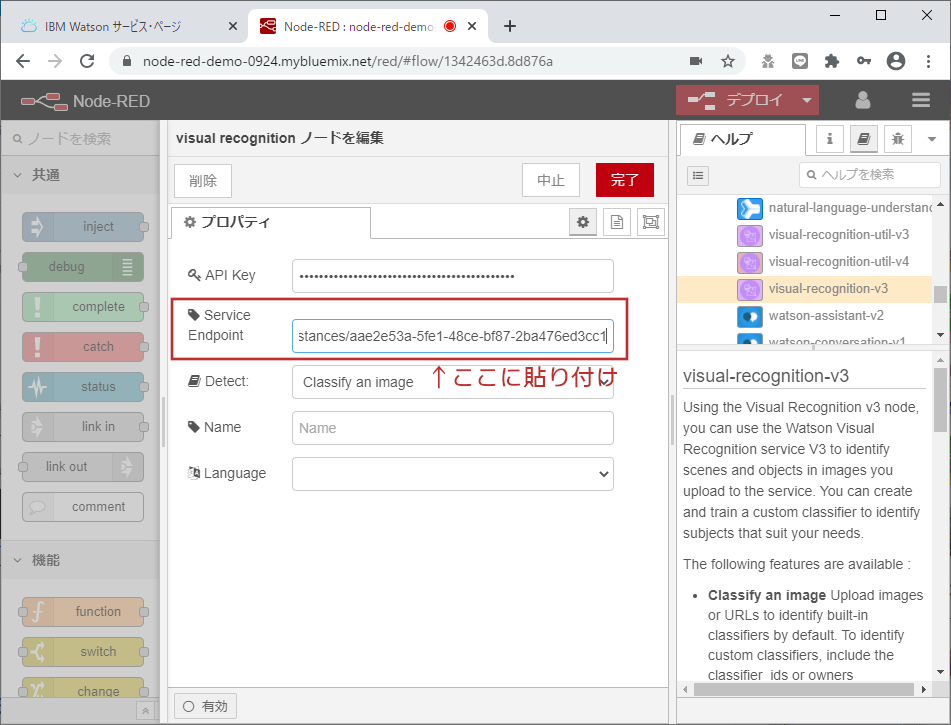 IBM Watson サービス・ページ
Node-RED : node-red-demo
node-red-demo-0924.mybluemix.net/red/#flow/1342463d.8d876a
Node-RED
デプロイ
ノードを検索
共通
inject
debug
complete
catch
status
link in
link out
comment
機能
function
switch
change
visual recognition ノードを編集
削除
中止
完了
プロパティ
API Key
••••••••••••••••••••••••••••••••••••••••••••
Service
Endpoint
stances/aae2e53a-5fe1-48ce-bf87-2ba476ed3cc1
Detect:
Classify an image
↑ここに貼り付け
Name
Name
Language
有効
ヘルプ
ヘルプを検索
natural-language-understand
visual-recognition-util-v3
visual-recognition-util-v4
visual-recognition-v3
watson-assistant-v2
watson-conversation-v1
visual-recognition-v3
Using the Visual Recognition v3 node,
you can use the Watson Visual
Recognition service V3 to identify
scenes and objects in images you
upload to the service. You can create
and train a custom classifier to identify
subjects that suit your needs.
The following features are available :
• Classify an image Upload images
or URLs to identify built-in
classifiers by default. To identify
custom classifiers, include the
classifier_ids or owners